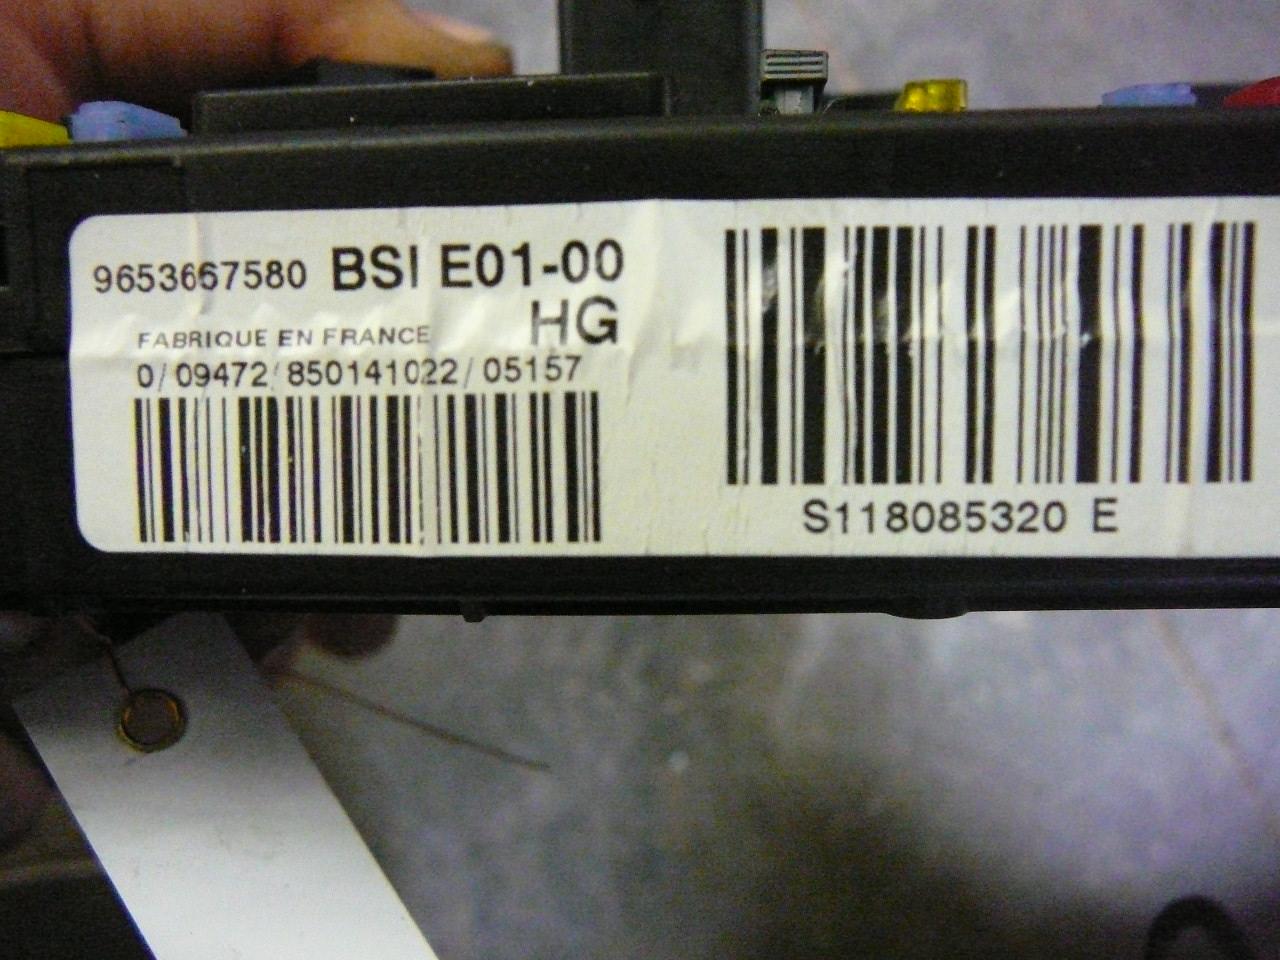 9653667580 BSI E01-00
HG
FABRIQUE EN FRANCE
0/09472/850141022/05157
S118085320 E